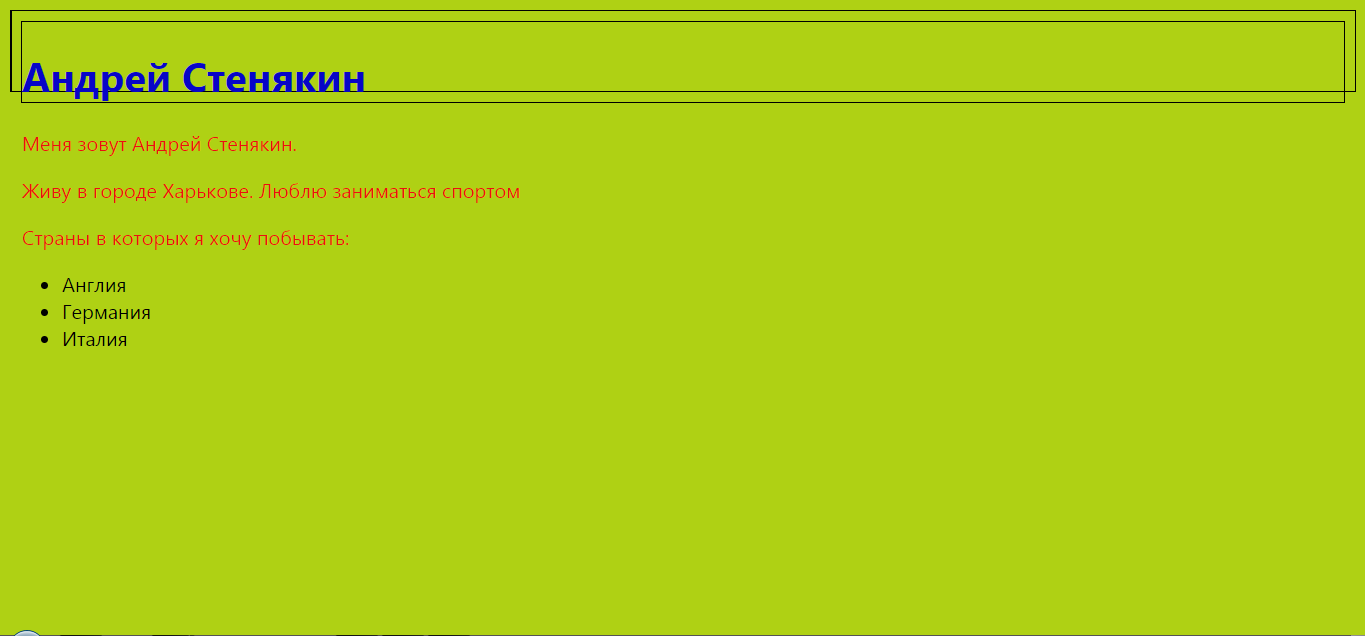 Андрей Стенякин
Меня зовут Андрей Стенякин.
Живу в городе Харькове. Люблю заниматься спортом
Страны в которых я хочу побывать:
Англия
Германия
Италия